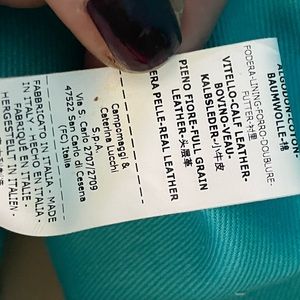 ALGODON-COTON-
BAUMWOLLE-棉
FODERA-LINING-FORRO-DOUBLURE-
FUTTER-衬里
VITELLO-CALF LEATHER-
BOVINO-VEAU-
KALBSLEDER-小牛皮
PIENO FIORE-FULL GRAIN
LEATHER-头层革
PELLE-REAL LEATHER
Campomaggi &
Caterina Lucchi
S.p.A.
Via S. Carlo 2707/2709
47522 San Carlo di Cesena
(FC) Italia
FABBRICATO IN ITALIA - MADE
IN ITALY - HECHO EN ITALIA -
FABRIQUÉ EN ITALIE -
HERGESTELLT IN ITALIEN